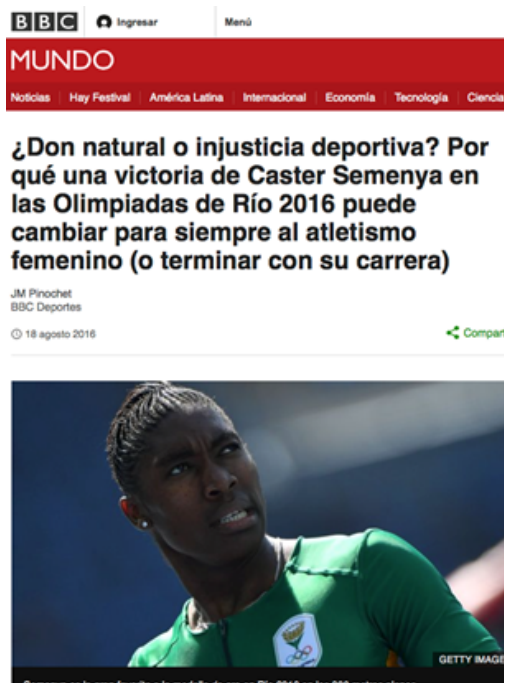 BBC Ingresar Menú
MUNDO
Noticias Hay Festival América Latina Internacional Economía Tecnología Ciencia
¿Don natural o injusticia deportiva? Por
qué una victoria de Caster Semenya en
las Olimpiadas de Río 2016 puede
cambiar para siempre al atletismo
femenino (o terminar con su carrera)
JM Pinochet
BBC Deportes
18 agosto 2016 Compar
GETTY IMAGE